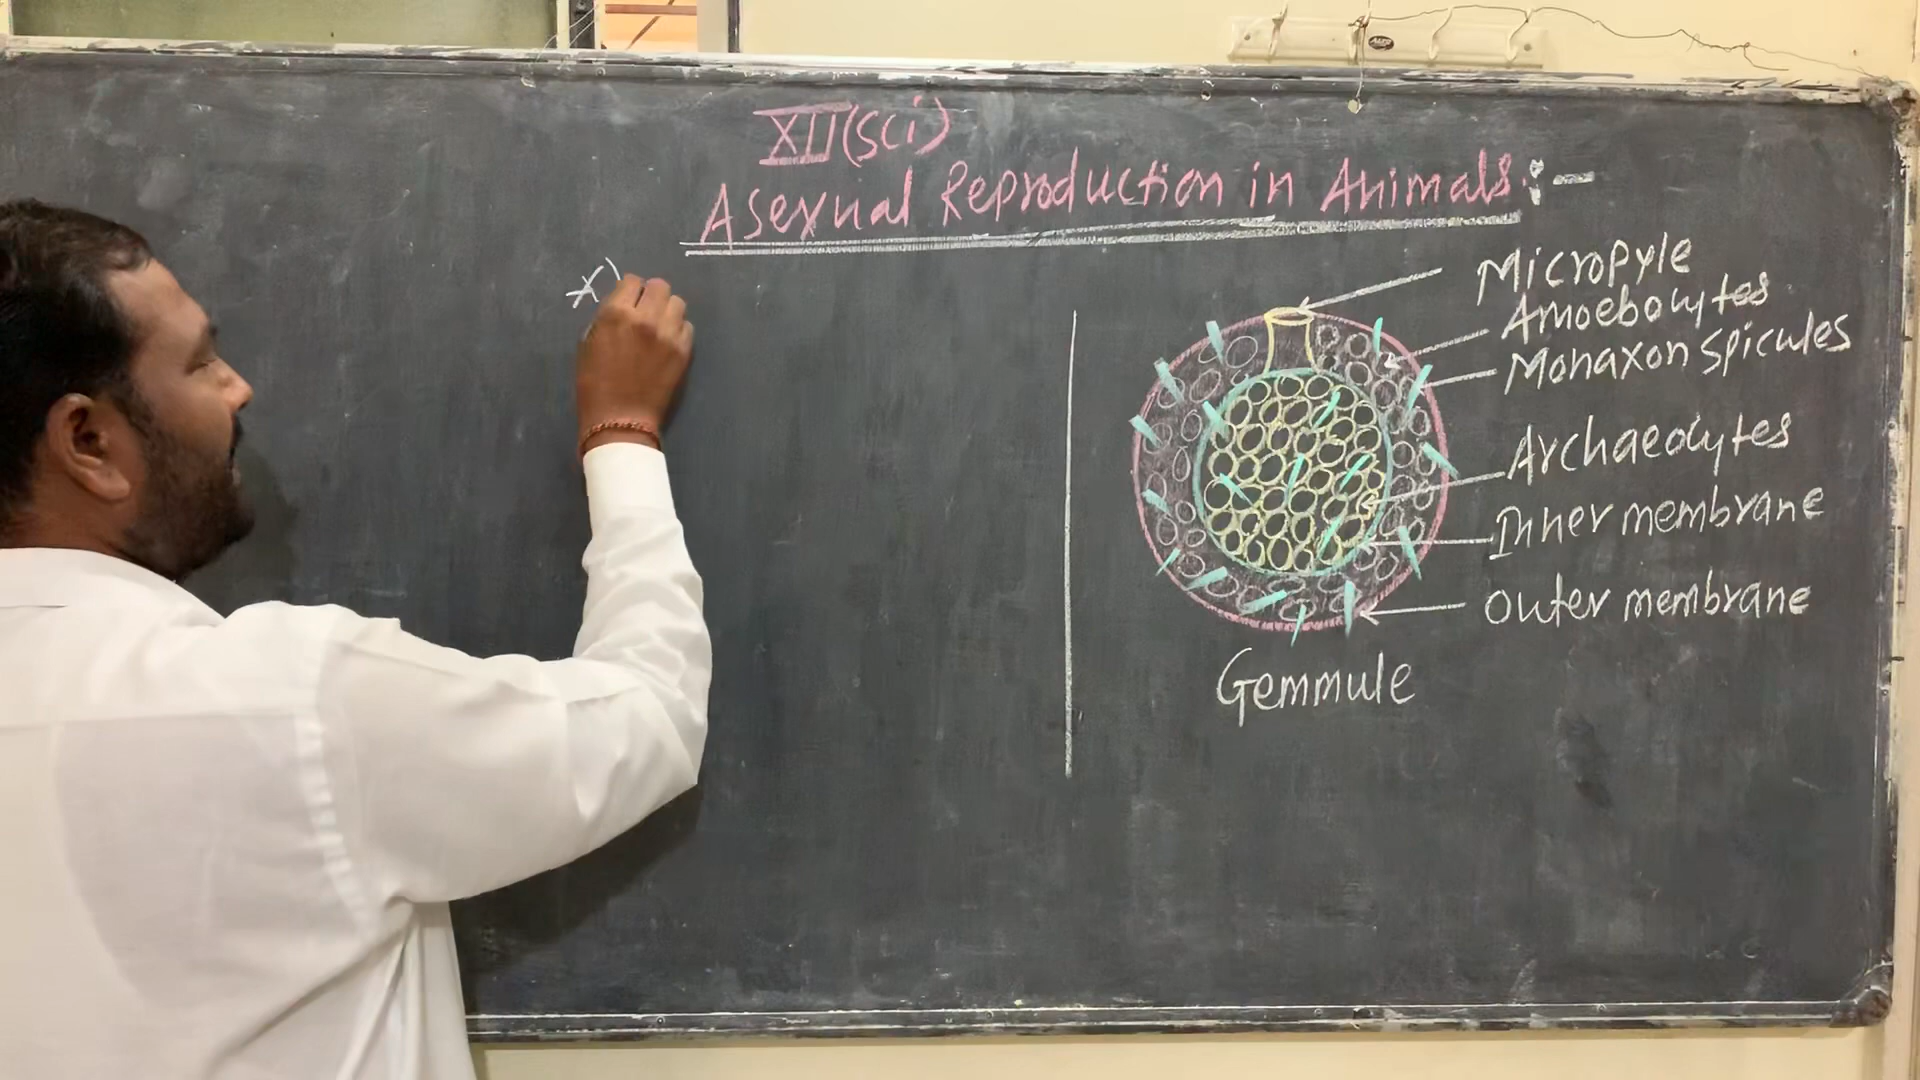 XII(Sci)
Asexual Reproduction in Animals :-
x)
Micropyle
Amoebocytes
Monaxon spicules
Archaeocytes
Inner membrane
outer membrane
Gemmule